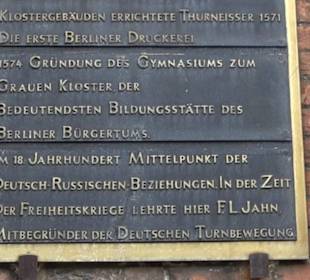 Klostergebäuden errichtete Thurneisser 1571
Die erste Berliner Druckerei
1574 Gründung des Gymnasiums zum
Grauen Kloster, der
Bedeutendsten Bildungsstätte des
Berliner Bürgertums.
Im 18. Jahrhundert Mittelpunkt der
Deutsch-Russischen Beziehungen. In der Zeit
Der Freiheitskriege lehrte hier F. L. Jahn,
Mitbegründer der Deutschen Turnbewegung.